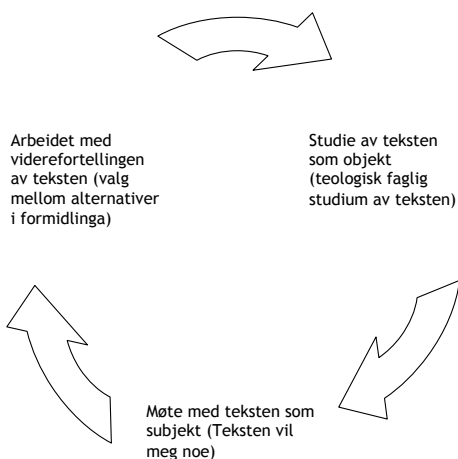 Arbeidet med
viderefortellingen
av teksten (valg
mellom alternativer
i formidlinga)
Studie av teksten
som objekt
(teologisk faglig
studium av teksten)
Møte med teksten som
subjekt (Teksten vil
meg noe)